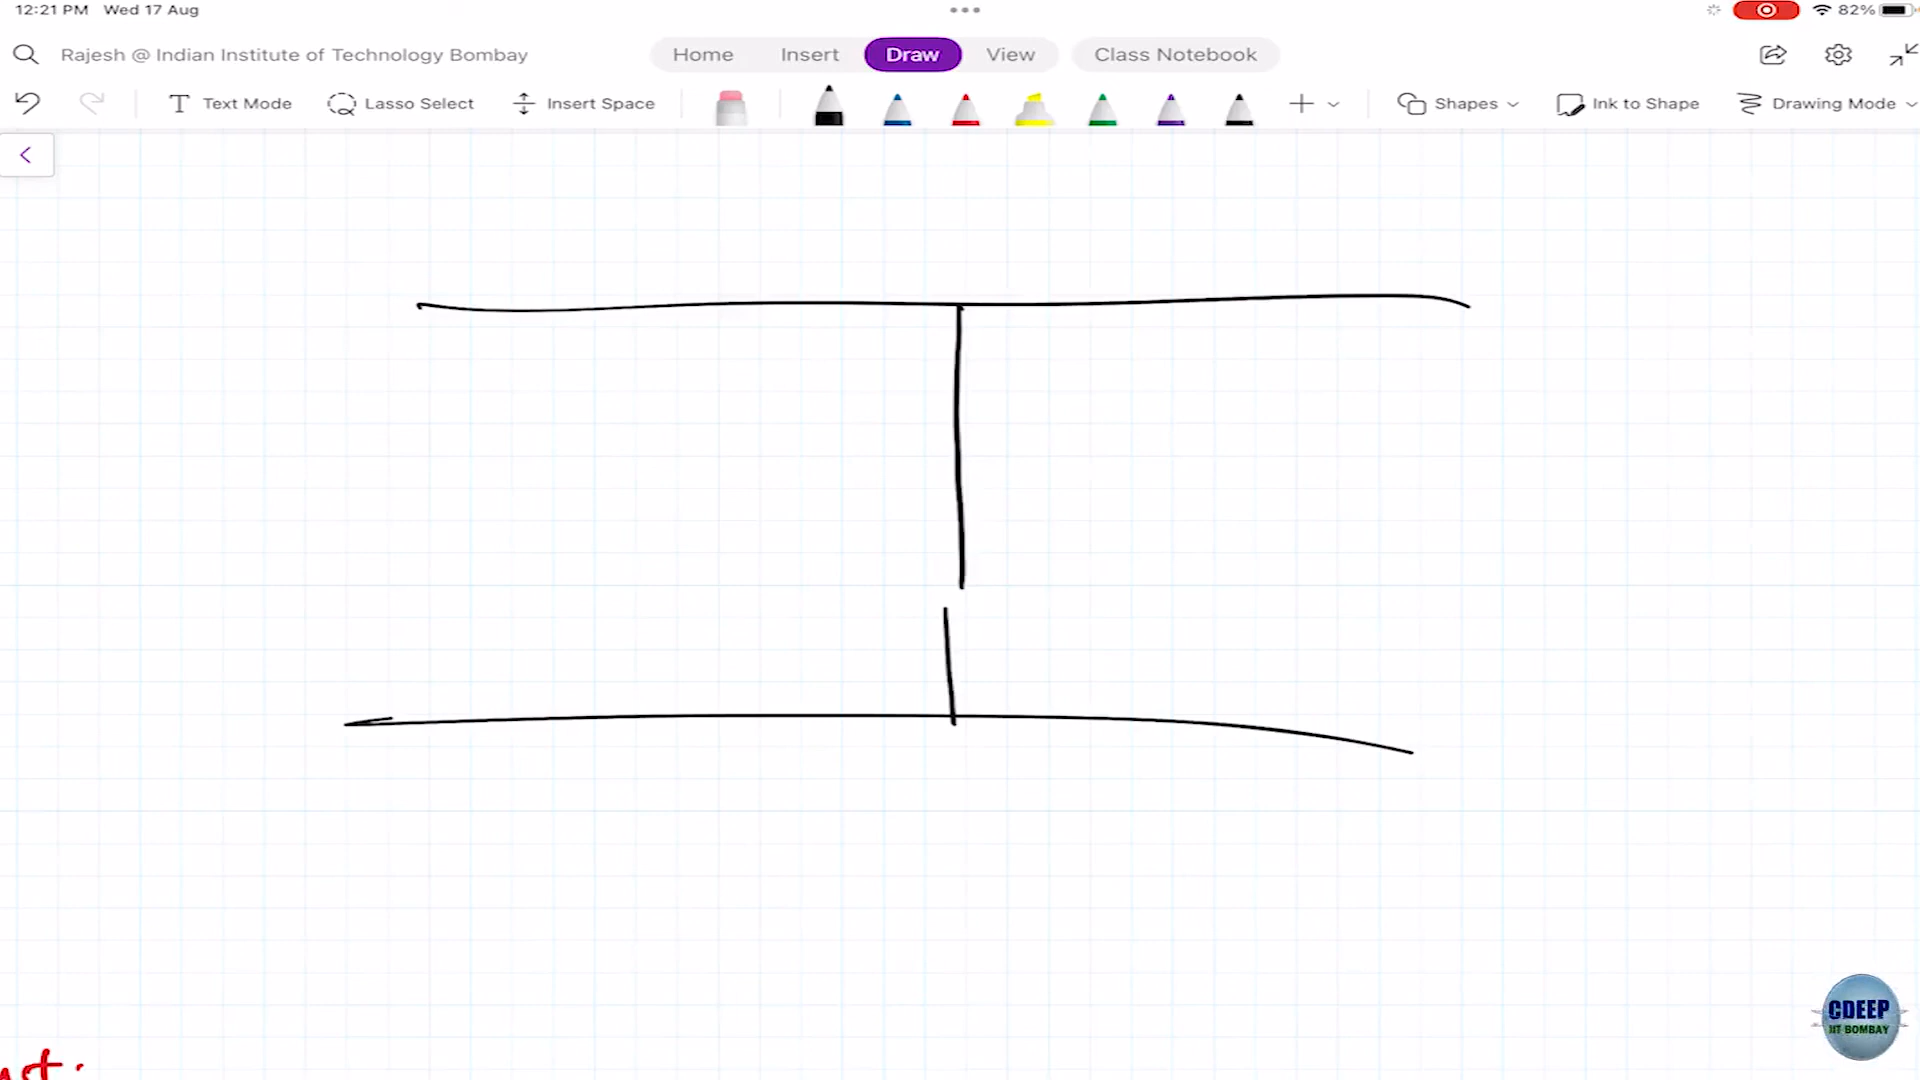 12:21 PM Wed 17 Aug 82%
Rajesh @ Indian Institute of Technology Bombay Home Insert Draw View Class Notebook
Text Mode Lasso Select Insert Space Shapes Ink to Shape Drawing Mode
CDEEP
IIT BOMBAY